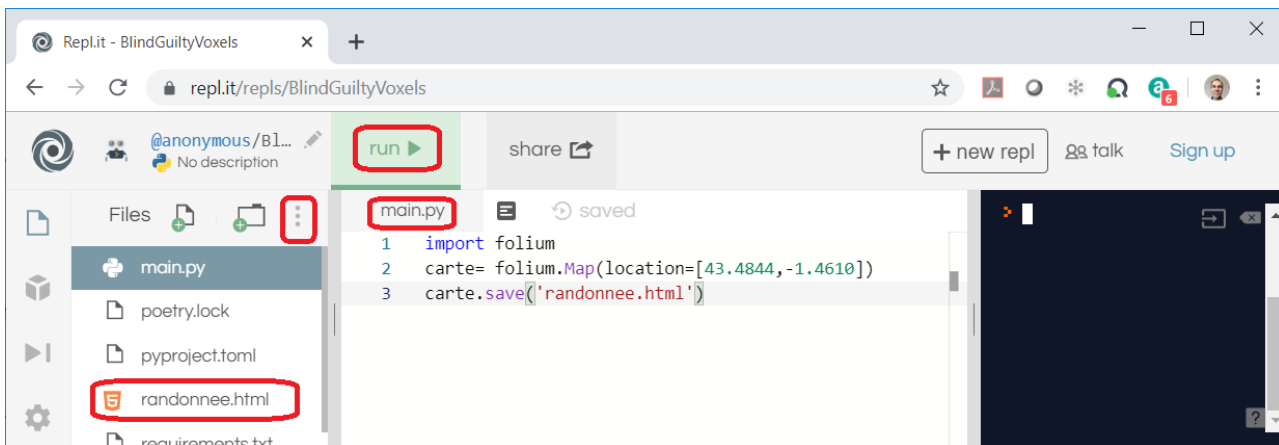 Repl.it - BlindGuiltyVoxels
repl.it/repls/BlindGuiltyVoxels
6
@anonymous/Bl...
No description
run
share
+ new repl
talk
Sign up
Files
main.py
saved
main.py
poetry.lock
pyproject.toml
randonnee.html
requirements.txt
1 import folium
2 carte= folium.Map(location=[43.4844,-1.4610])
3 carte.save('randonnee.html')
?